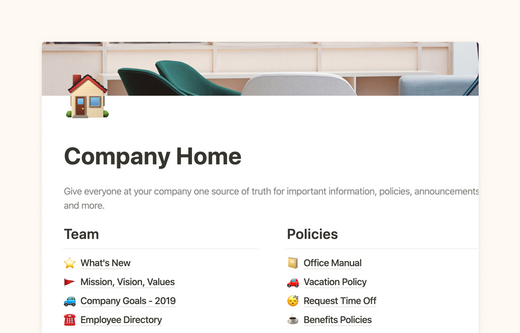 Company Home
Give everyone at your company one source of truth for important information, policies, announcements
and more.
Team
What's New
Mission, Vision, Values
Company Goals - 2019
Employee Directory
Policies
Office Manual
Vacation Policy
Request Time Off
Benefits Policies